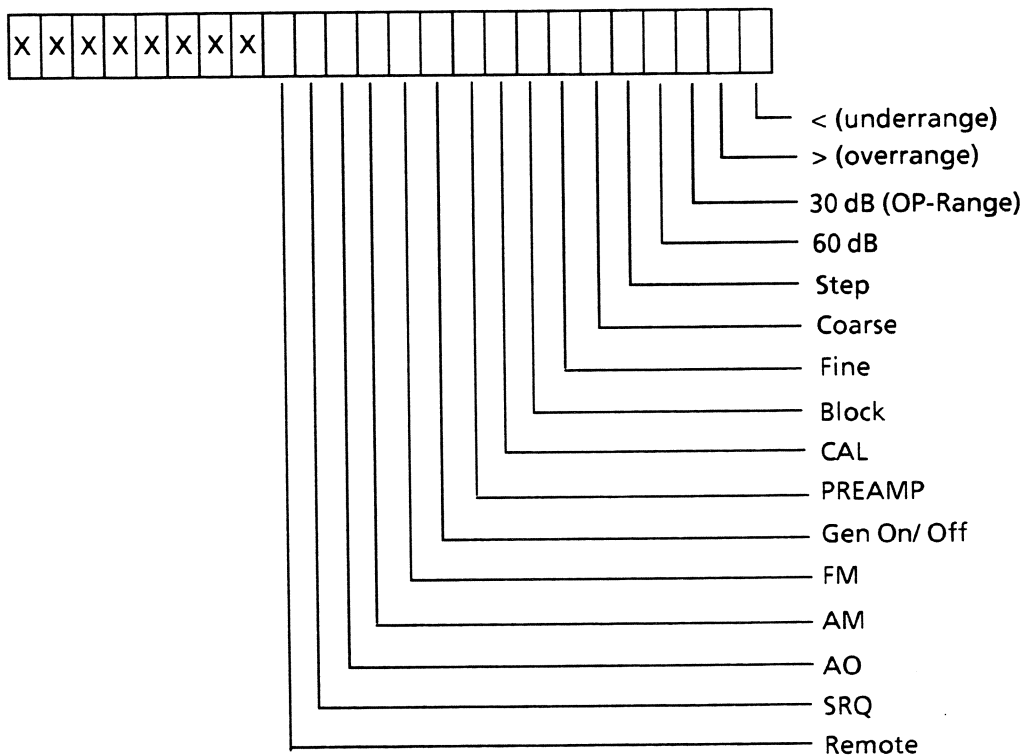 X X X X X X X X
< (underrange)
> (overrange)
30 dB (OP-Range)
60 dB
Step
Coarse
Fine
Block
CAL
PREAMP
Gen On/ Off
FM
AM
AO
SRQ
Remote